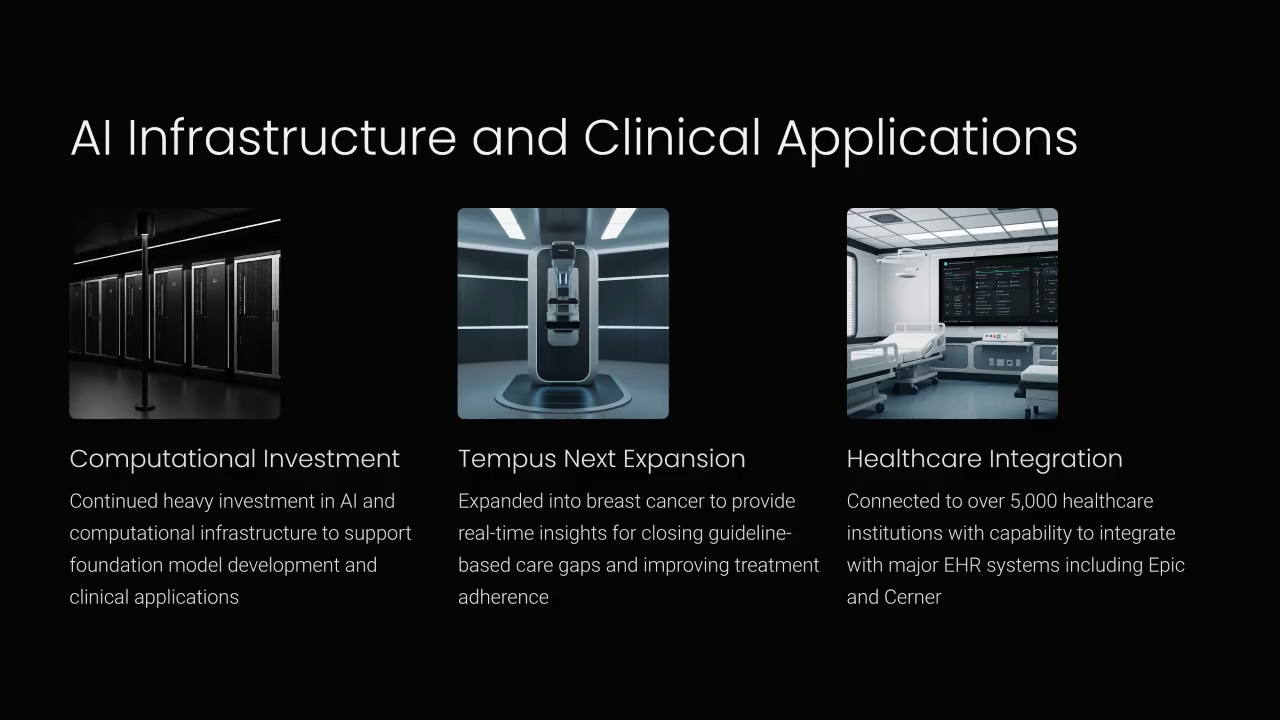 AI Infrastructure and Clinical Applications
Computational Investment
Continued heavy investment in AI and
computational infrastructure to support
foundation model development and
clinical applications
Tempus Next Expansion
Expanded into breast cancer to provide
real-time insights for closing guideline-
based care gaps and improving treatment
adherence
Healthcare Integration
Connected to over 5,000 healthcare
institutions with capability to integrate
with major EHR systems including Epic
and Cerner